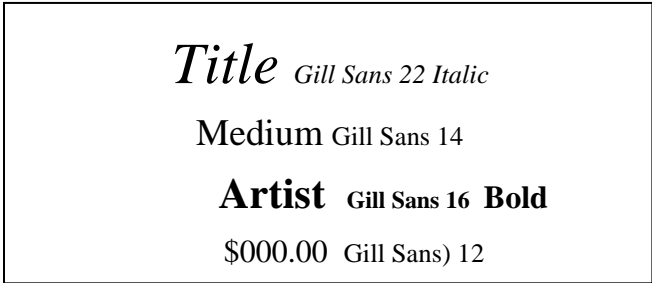 Title Gill Sans 22 Italic
Medium Gill Sans 14
Artist Gill Sans 16 Bold
$000.00 Gill Sans) 12